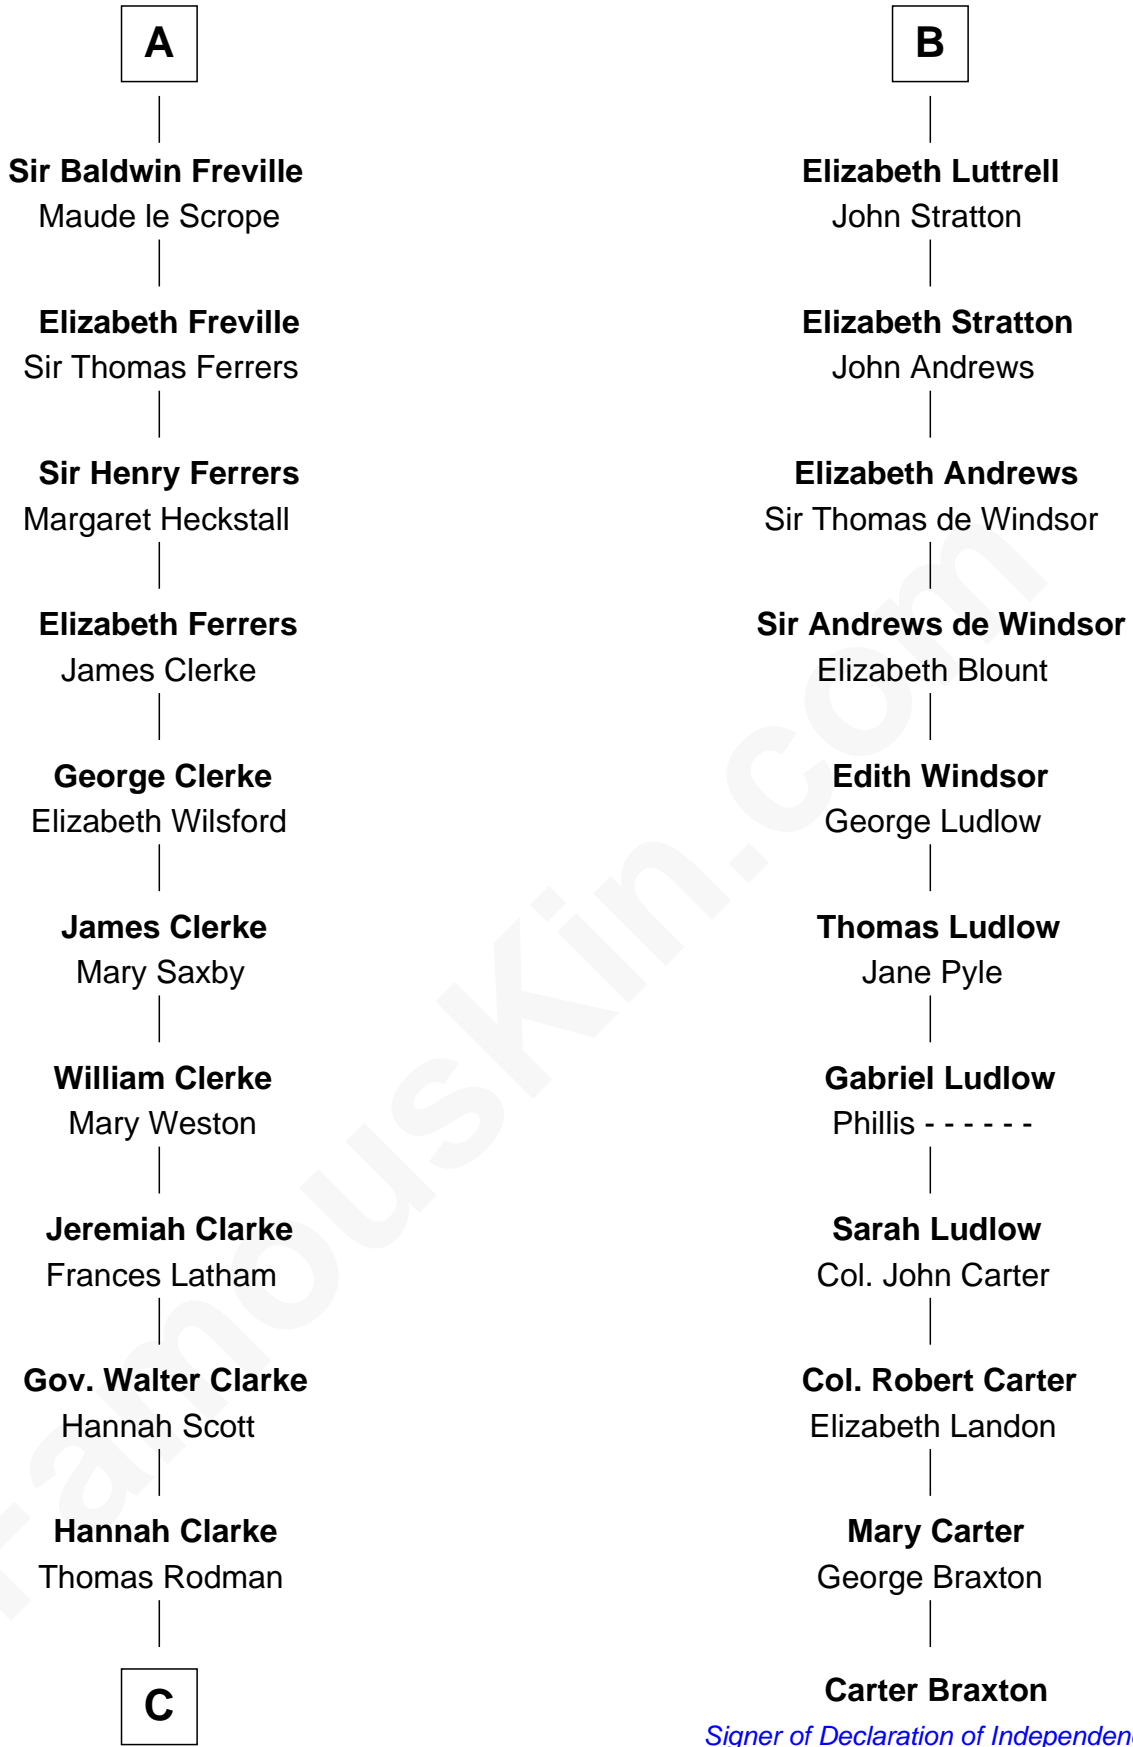 A
Sir Baldwin Freville
Maude le Scrope
Elizabeth Freville
Sir Thomas Ferrers
Sir Henry Ferrers
Margaret Heckstall
Elizabeth Ferrers
James Clerke
George Clerke
Elizabeth Wilsford
James Clerke
Mary Saxby
William Clerke
Mary Weston
Jeremiah Clarke
Frances Latham
Gov. Walter Clarke
Hannah Scott
Hannah Clarke
Thomas Rodman
C
B
Elizabeth Luttrell
John Stratton
Elizabeth Stratton
John Andrews
Elizabeth Andrews
Sir Thomas de Windsor
Sir Andrews de Windsor
Elizabeth Blount
Edith Windsor
George Ludlow
Thomas Ludlow
Jane Pyle
Gabriel Ludlow
Phillis - - - - - -
Sarah Ludlow
Col. John Carter
Col. Robert Carter
Elizabeth Landon
Mary Carter
George Braxton
Carter Braxton
Signer of Declaration of Independen
FamousKin.com